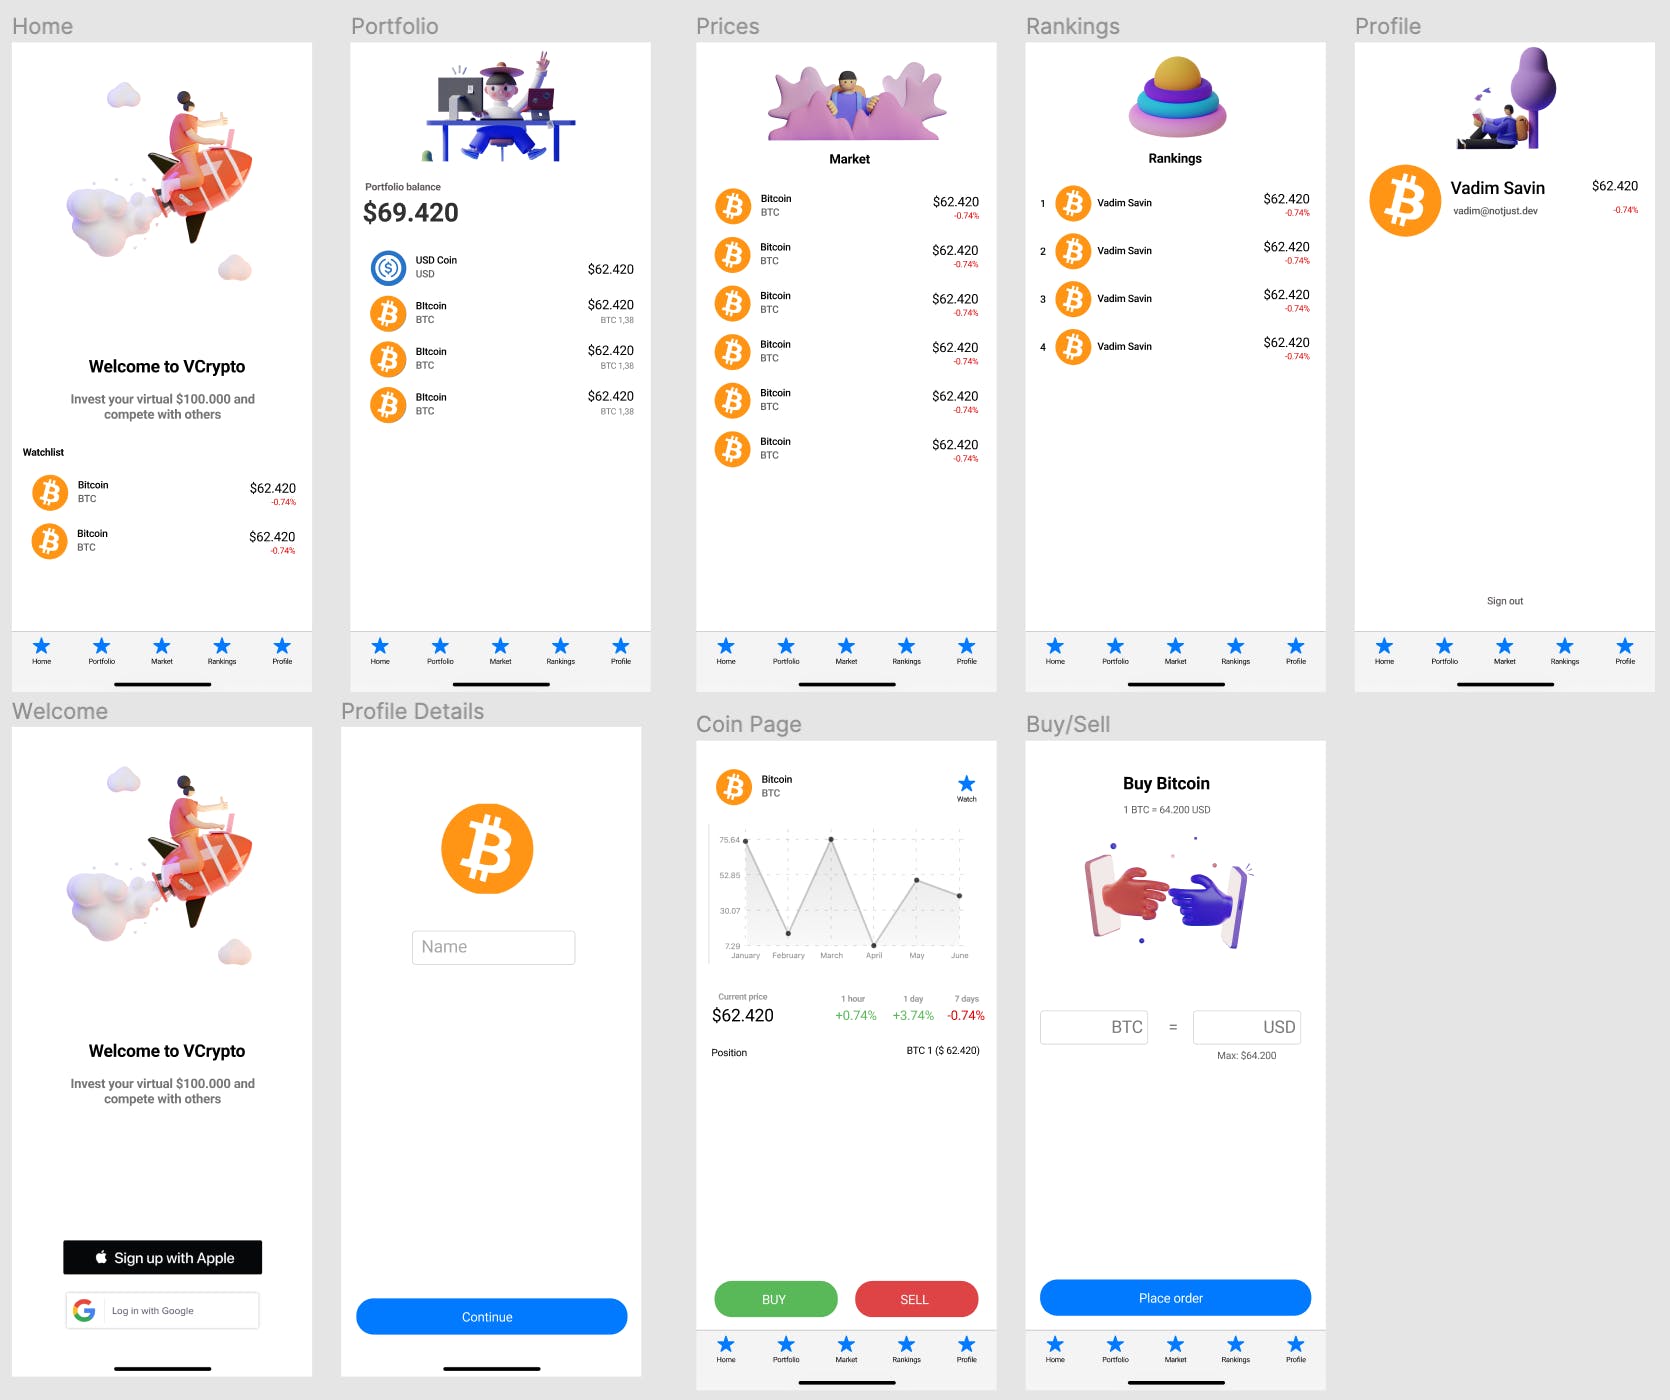 Home
Welcome to VCrypto
Invest your virtual $100.000 and
compete with others
Watchlist
Bitcoin
BTC
$62.420
-0.74%
Bitcoin
BTC
$62.420
-0.74%
Home Portfolio Market Rankings Profile
Portfolio
Portfolio balance
$69.420
USD Coin
USD
$62.420
BItcoin
BTC
$62.420
BTC 1,38
BItcoin
BTC
$62.420
BTC 1,38
BItcoin
BTC
$62.420
BTC 1,38
Home Portfolio Market Rankings Profile
Prices
Market
Bitcoin
BTC
$62.420
-0.74%
Bitcoin
BTC
$62.420
-0.74%
Bitcoin
BTC
$62.420
-0.74%
Bitcoin
BTC
$62.420
-0.74%
Bitcoin
BTC
$62.420
-0.74%
Bitcoin
BTC
$62.420
-0.74%
Home Portfolio Market Rankings Profile
Rankings
Rankings
1 Vadim Savin $62.420
-0.74%
2 Vadim Savin $62.420
-0.74%
3 Vadim Savin $62.420
-0.74%
4 Vadim Savin $62.420
-0.74%
Home Portfolio Market Rankings Profile
Profile
Vadim Savin
vadim@notjust.dev
$62.420
-0.74%
Sign out
Home Portfolio Market Rankings Profile
Welcome
Welcome to VCrypto
Invest your virtual $100.000 and
compete with others
Sign up with Apple
Log in with Google
Profile Details
Name
Continue
Coin Page
Bitcoin
BTC
Watch
75.64
52.85
30.07
7.29
January February March April May June
Current price
$62.420
1 hour
+0.74%
1 day
+3.74%
7 days
-0.74%
Position
BTC 1 ($ 62.420)
BUY
SELL
Home Portfolio Market Rankings Profile
Buy/Sell
Buy Bitcoin
1 BTC = 64.200 USD
BTC = USD
Max: $64.200
Place order
Home Portfolio Market Rankings Profile